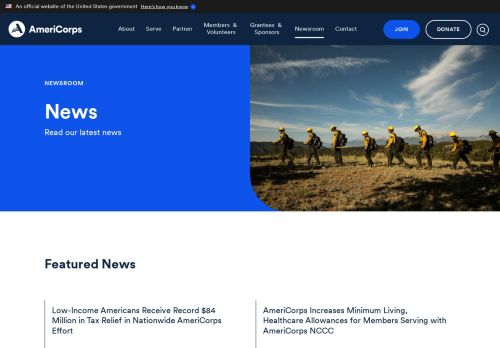 An official website of the United States government Here's how you know
AmeriCorps
About Serve Partner Members & Volunteers Grantees & Sponsors Newsroom Contact JOIN DONATE
NEWSROOM
News
Read our latest news
Featured News
Low-Income Americans Receive Record $84
Million in Tax Relief in Nationwide AmeriCorps
Effort
AmeriCorps Increases Minimum Living,
Healthcare Allowances for Members Serving with
AmeriCorps NCCC